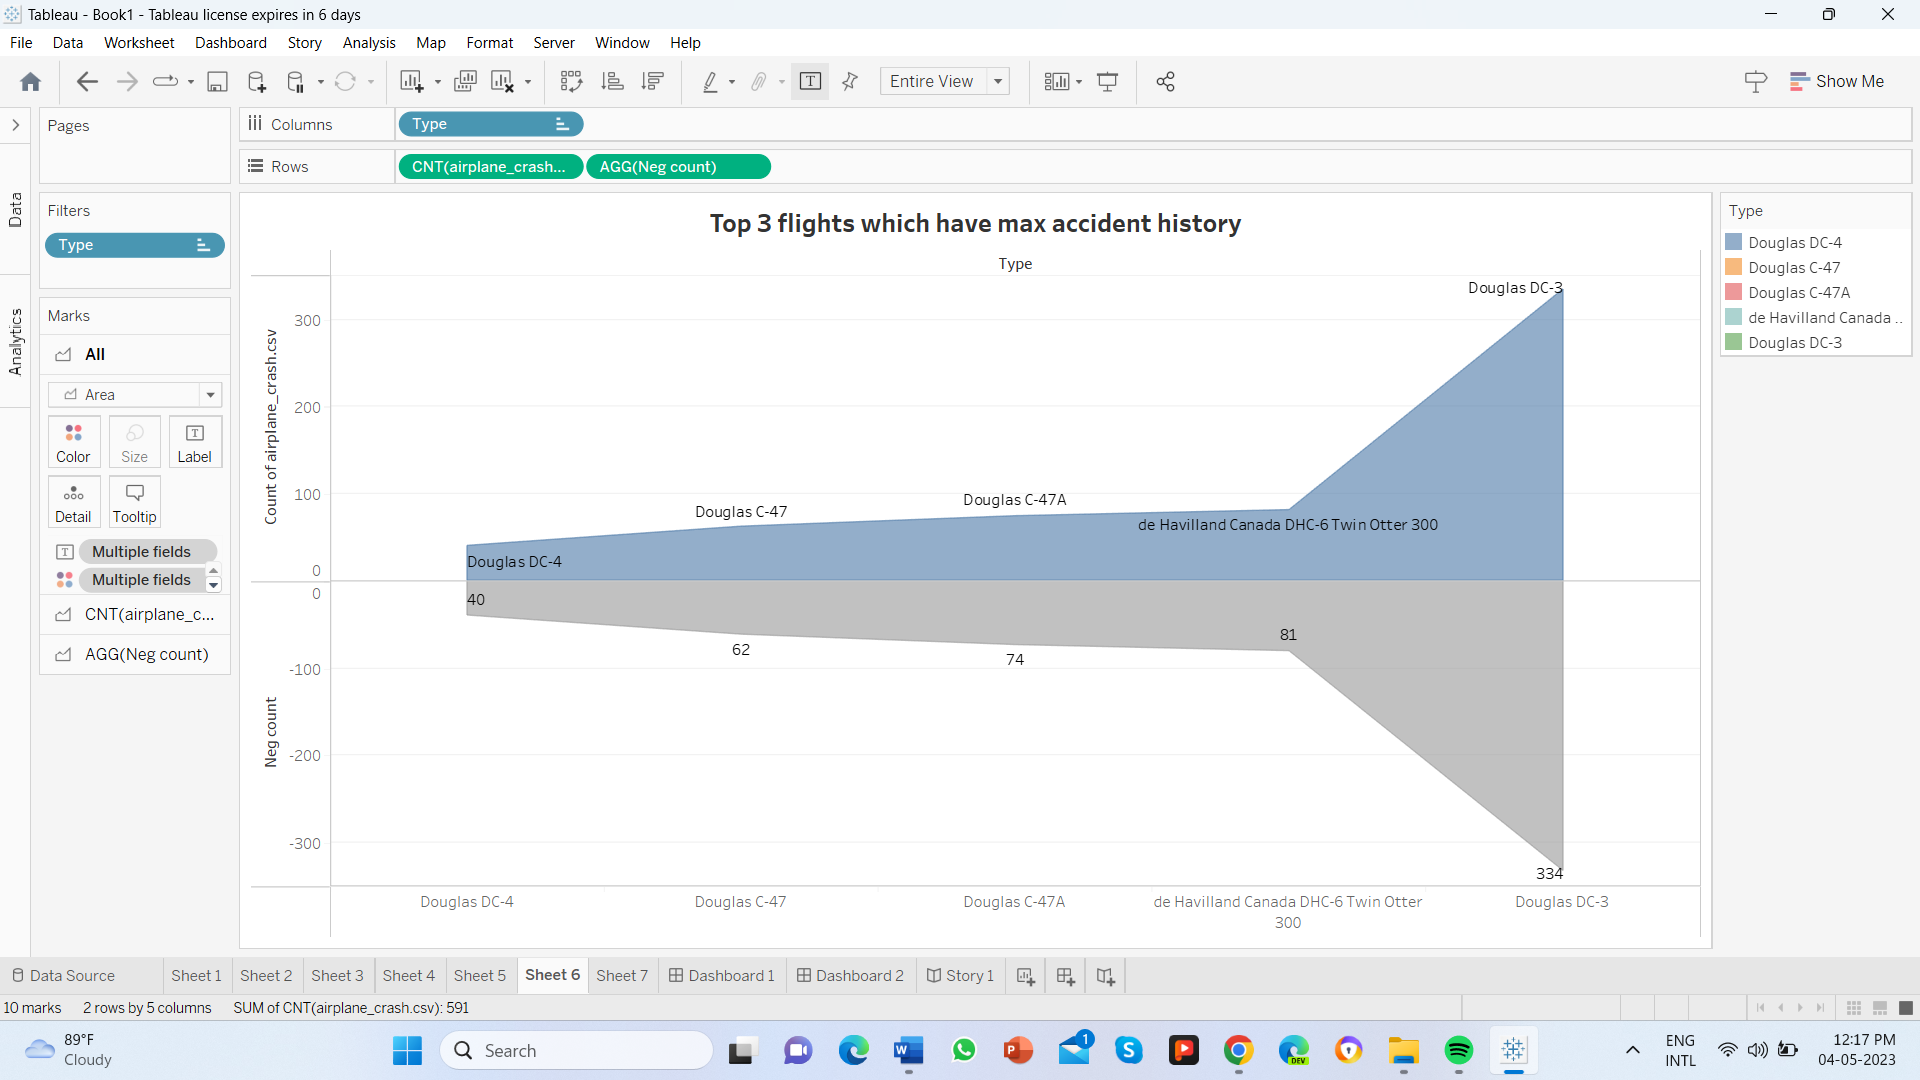 Tableau - Book1 - Tableau license expires in 6 days
File Data Worksheet Dashboard Story Analysis Map Format Server Window Help
Entire View
Show Me
Pages
Columns
Type
Rows
CNT(airplane_crash...
AGG(Neg count)
Data
Analytics
Filters
Type
Marks
All
Area
Color
Size
Label
Detail
Tooltip
Multiple fields
Multiple fields
CNT(airplane_c...
AGG(Neg count)
Top 3 flights which have max accident history
Type
Count of airplane_crash.csv
300
200
100
0
Neg count
0
-100
-200
-300
Douglas DC-3
Douglas C-47A
Douglas C-47
de Havilland Canada DHC-6 Twin Otter 300
Douglas DC-4
40
62
74
81
334
Douglas DC-4
Douglas C-47
Douglas C-47A
de Havilland Canada DHC-6 Twin Otter
300
Douglas DC-3
Type
Douglas DC-4
Douglas C-47
Douglas C-47A
de Havilland Canada ..
Douglas DC-3
Data Source Sheet 1 Sheet 2 Sheet 3 Sheet 4 Sheet 5 Sheet 6 Sheet 7 Dashboard 1 Dashboard 2 Story 1
10 marks 2 rows by 5 columns SUM of CNT(airplane_crash.csv): 591
89°F
Cloudy
Search
W
P
1
S
P
DEV
ENG
INTL
12:17 PM
04-05-2023